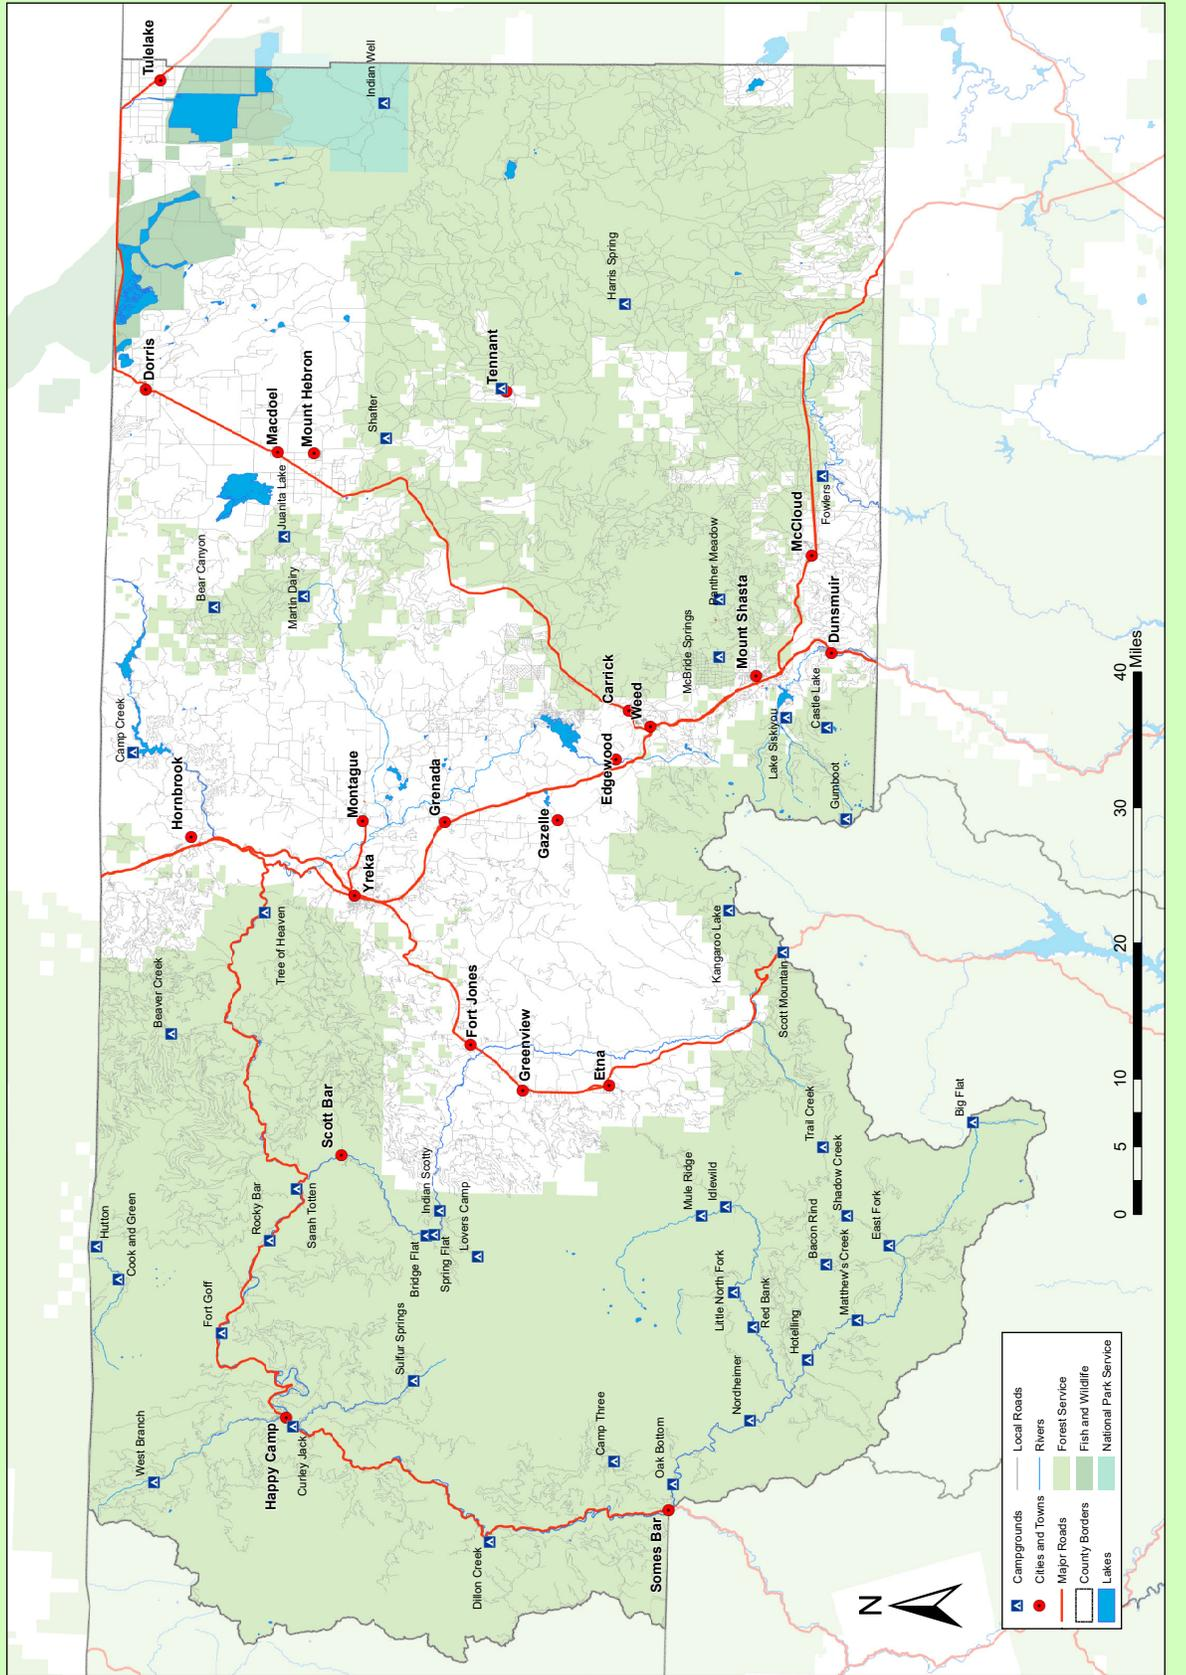 Tulelake
Indian Well
Dorris
Macdoel
Mount Hebron
Harris Spring
Tennant
Shafter
Juanita Lake
Bear Canyon
Martin Dairy
McCloud
Fowlers
Panther Meadow
McBride Springs
Mount Shasta
Dunsmuir
Camp Creek
Hornbrook
Carrick
Weed
Edgewood
Lake Siskiyou
Castle Lake
Gumboot
Montague
Grenada
Gazelle
Yreka
Tree of Heaven
Kangaroo Lake
Scott Mountain
Beaver Creek
Fort Jones
Greenview
Etna
Scott Bar
Trail Creek
Big Flat
Hutton
Cook and Green
Rocky Bar
Sarah Totten
Indian Scotty
Bridge Flat
Spring Flat
Lovers Camp
Mule Ridge
Idlewild
Shadow Creek
Bacon Rind
East Fork
Matthew's Creek
Fort Goff
Sulfur Springs
Little North Fork
Red Bank
Hotelling
Nordheimer
West Branch
Happy Camp
Curley Jack
Camp Three
Oak Bottom
Dillon Creek
Somes Bar
N
0 5 10 20 30 40
Miles
Campgrounds
Cities and Towns
Major Roads
County Borders
Lakes
Local Roads
Rivers
Forest Service
Fish and Wildlife
National Park Service